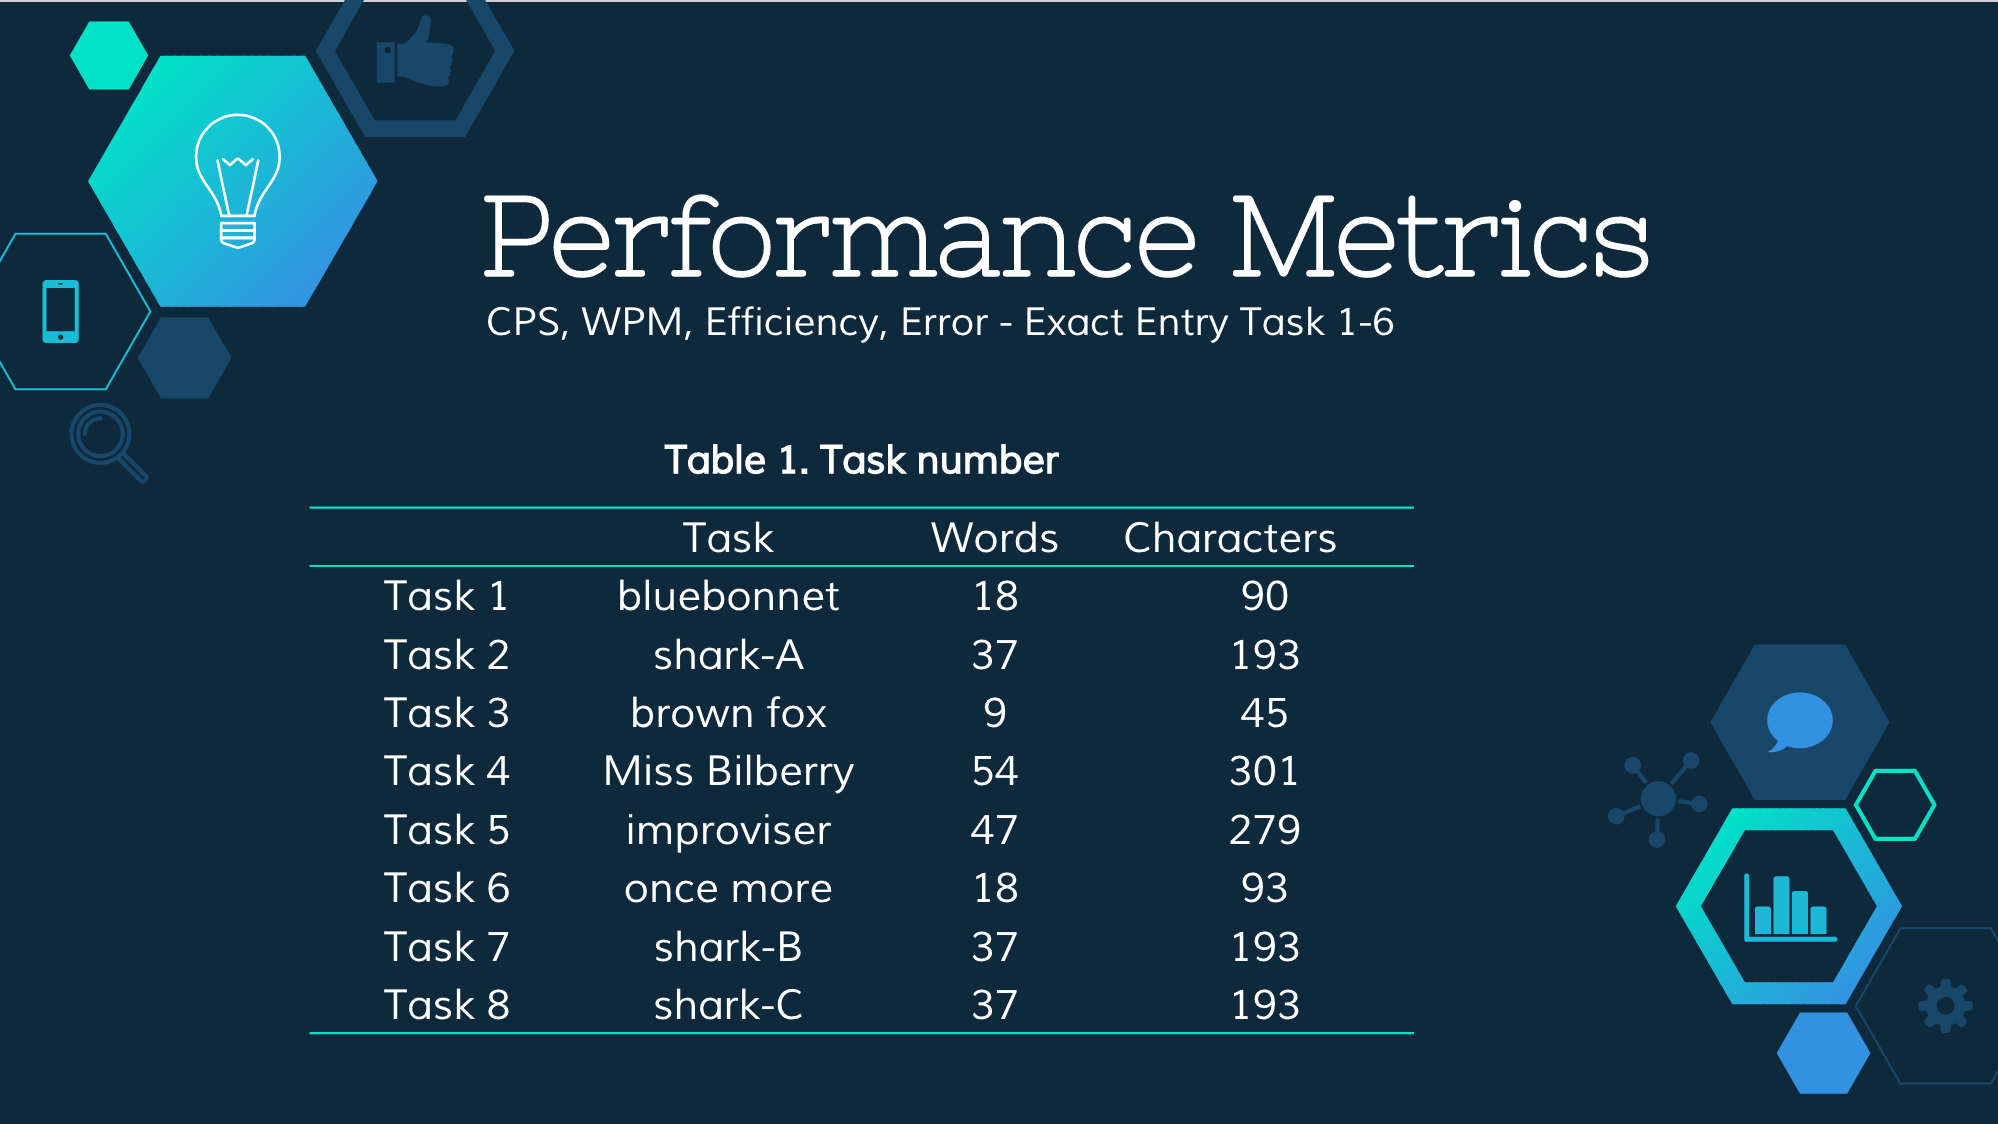 Performance Metrics
CPS, WPM, Efficiency, Error - Exact Entry Task 1-6
Table 1. Task number
Task Words Characters
Task 1 bluebonnet 18 90
Task 2 shark-A 37 193
Task 3 brown fox 9 45
Task 4 Miss Bilberry 54 301
Task 5 improviser 47 279
Task 6 once more 18 93
Task 7 shark-B 37 193
Task 8 shark-C 37 193